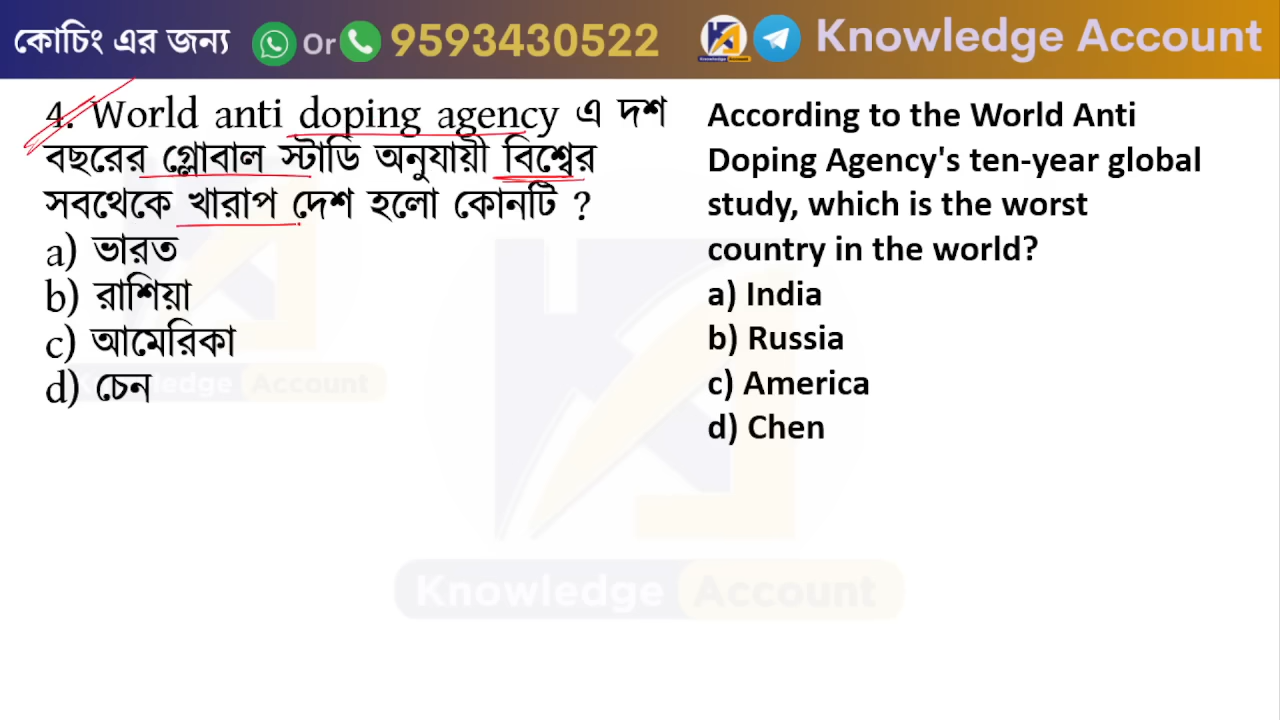 কোচিং এর জন্য Or 9593430522 Knowledge Account
4. World anti doping agency এ দশ
বছরের গ্লোবাল স্টাডি অনুযায়ী বিশ্বের
সবথেকে খারাপ দেশ হলো কোনটি ?
a) ভারত
b) রাশিয়া
c) আমেরিকা
d) চেন
According to the World Anti
Doping Agency's ten-year global
study, which is the worst
country in the world?
a) India
b) Russia
c) America
d) Chen
Knowledge Account
Knowledge Account